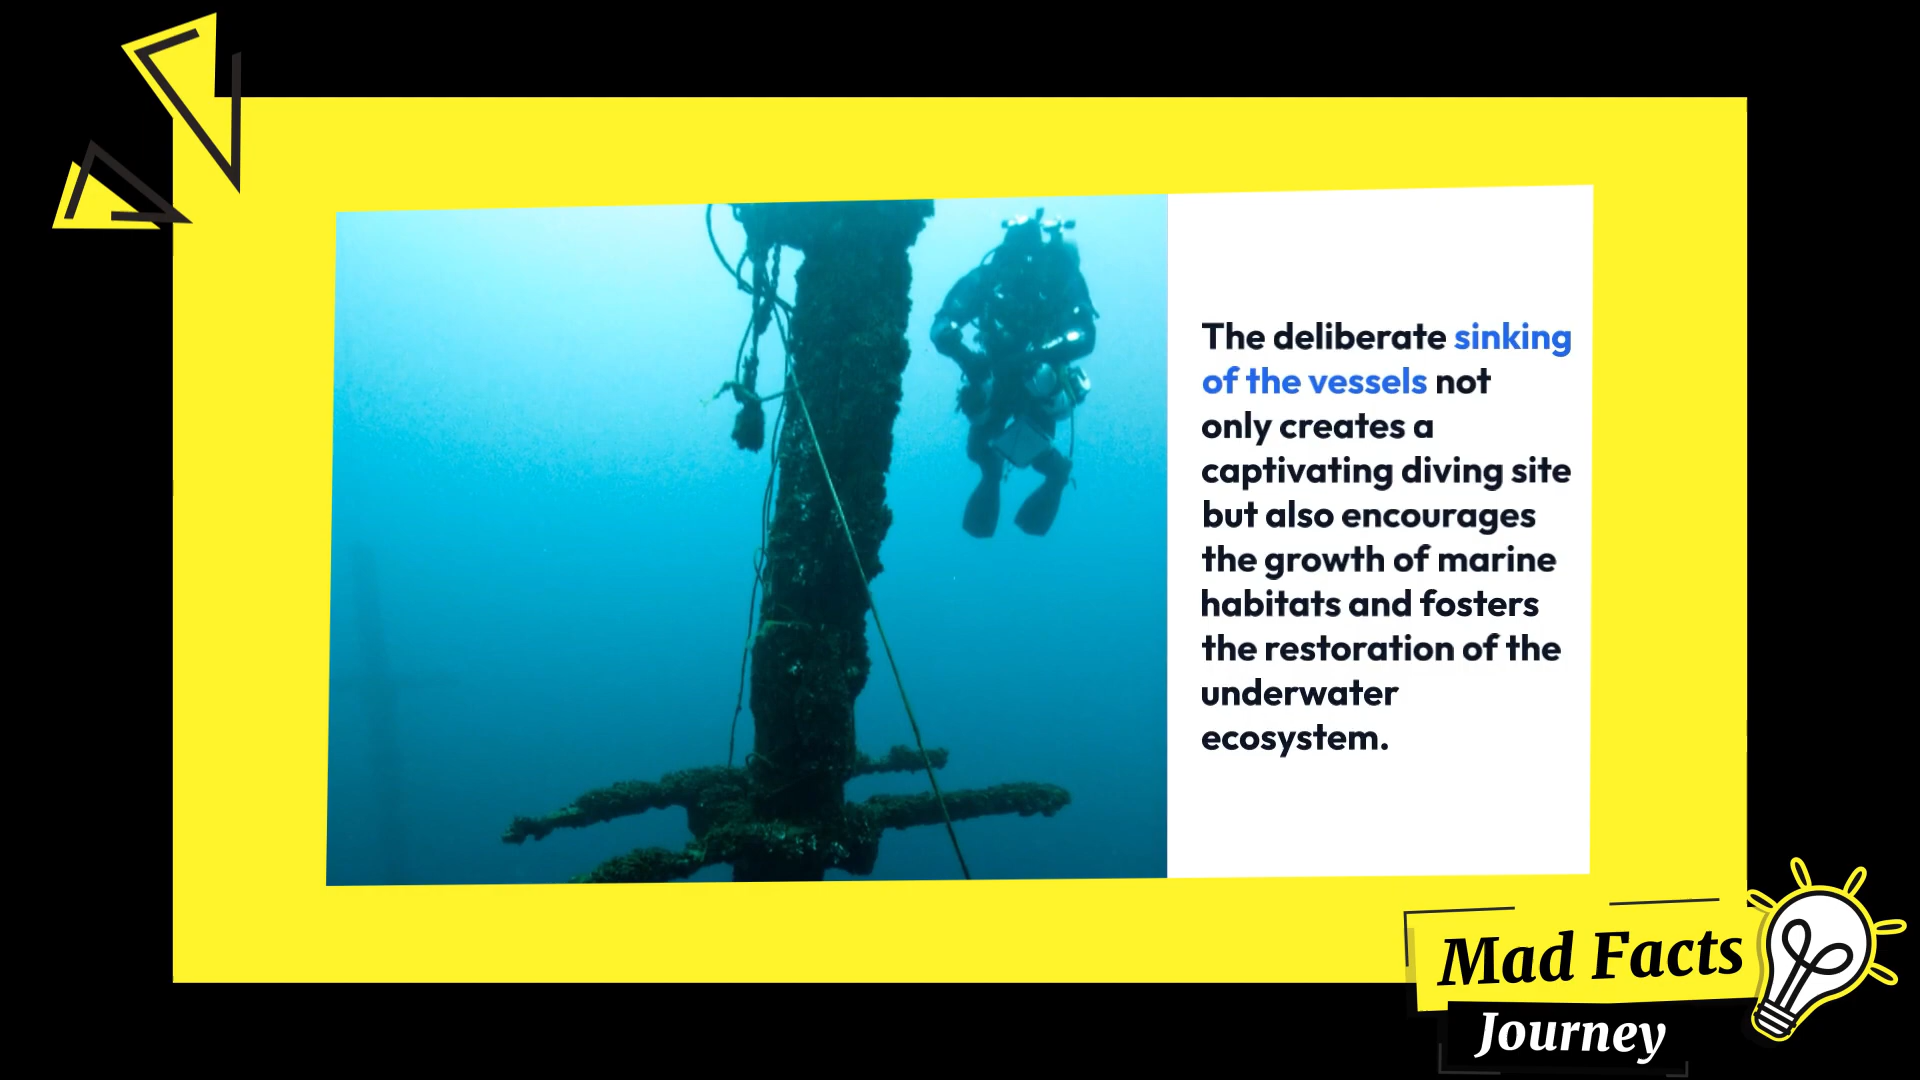 The deliberate sinking
of the vessels not
only creates a
captivating diving site
but also encourages
the growth of marine
habitats and fosters
the restoration of the
underwater
ecosystem.
Mad Facts
Journey